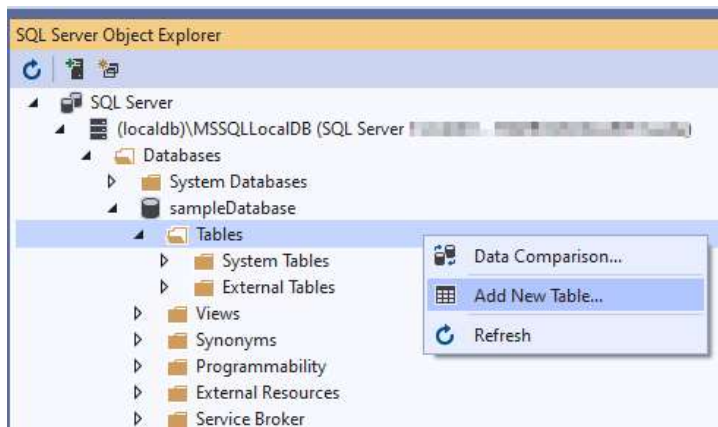 SQL Server Object Explorer
SQL Server
(localdb)\MSSQLLocalDB (SQL Server
Databases
System Databases
sampleDatabase
Tables
System Tables
External Tables
Views
Synonyms
Programmability
External Resources
Service Broker
Data Comparison...
Add New Table...
Refresh